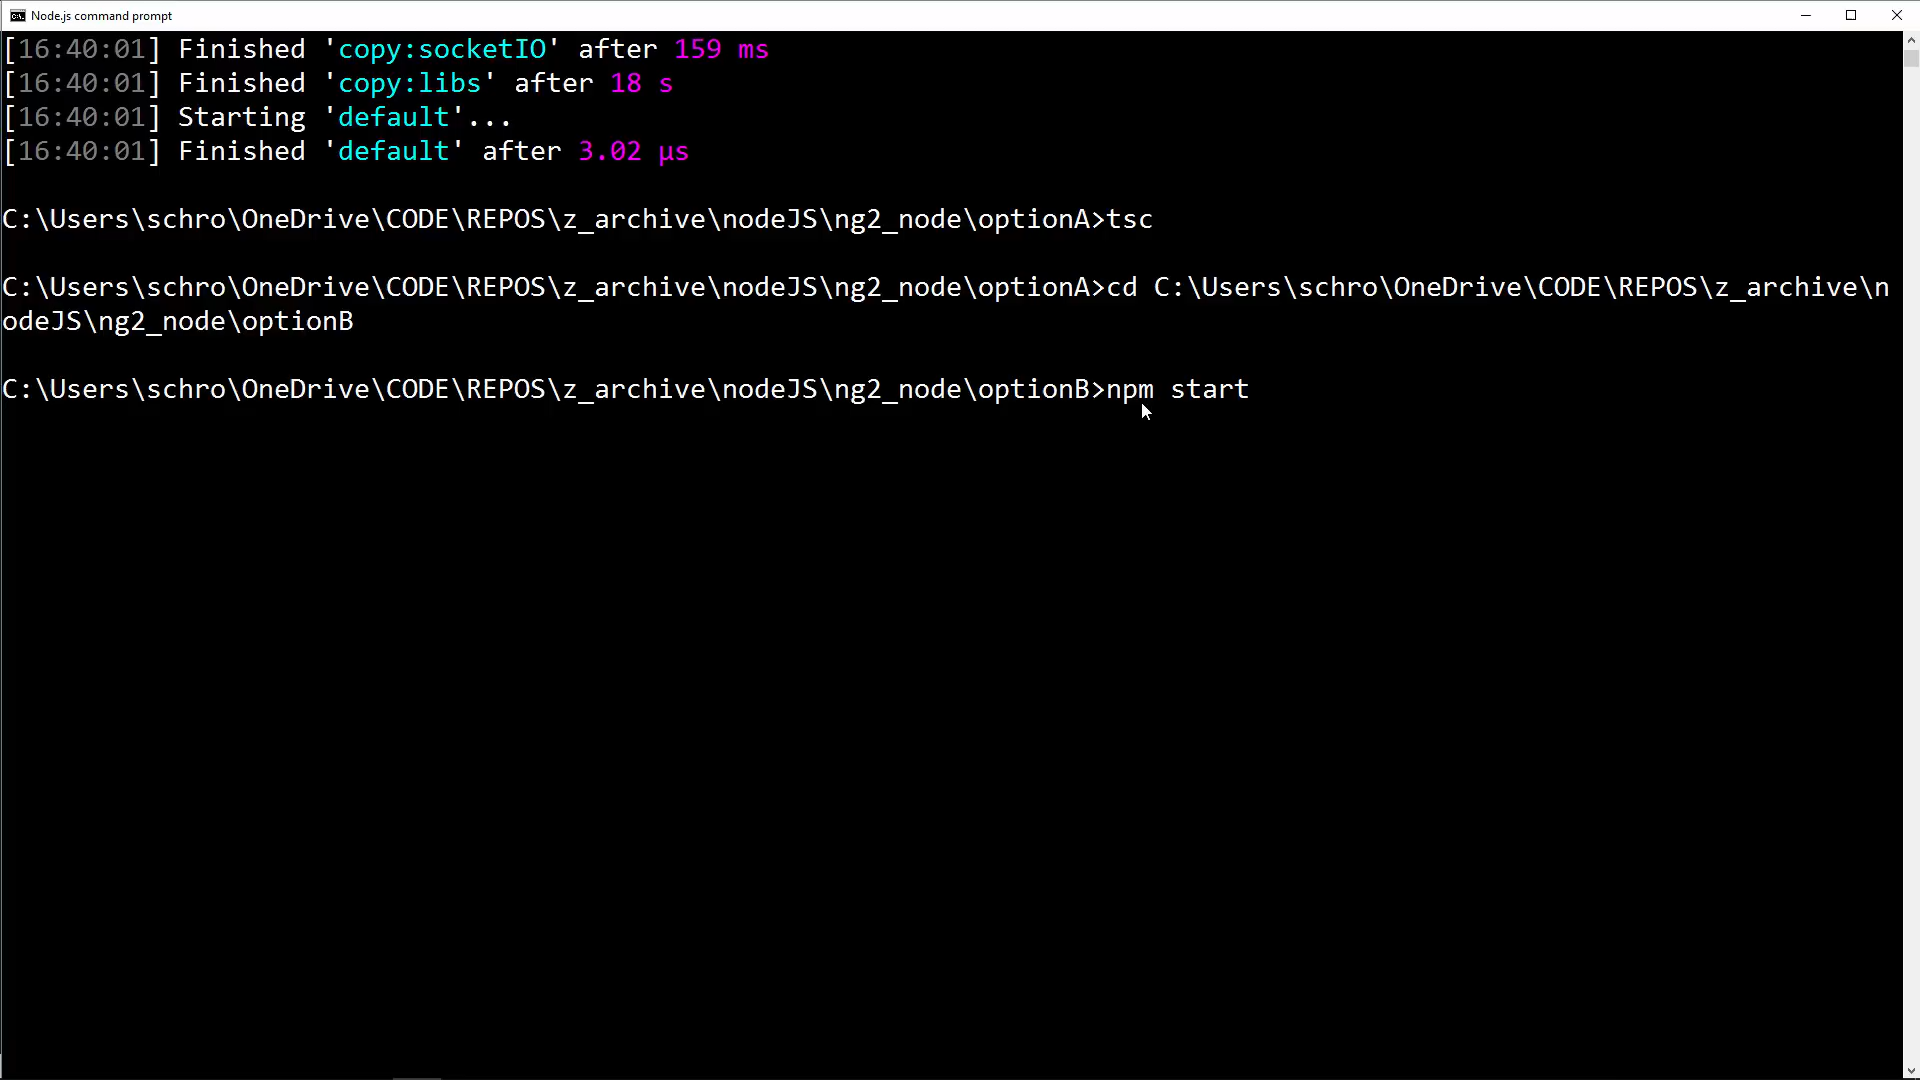 Node.js command prompt
[16:40:01] Finished 'copy:socketIO' after 159 ms
[16:40:01] Finished 'copy:libs' after 18 s
[16:40:01] Starting 'default'...
[16:40:01] Finished 'default' after 3.02 μs
C:\Users\schro\OneDrive\CODE\REPOS\z_archive\nodeJS\ng2_node\optionA>tsc
C:\Users\schro\OneDrive\CODE\REPOS\z_archive\nodeJS\ng2_node\optionA>cd C:\Users\schro\OneDrive\CODE\REPOS\z_archive\n
odeJS\ng2_node\optionB
C:\Users\schro\OneDrive\CODE\REPOS\z_archive\nodeJS\ng2_node\optionB>npm start